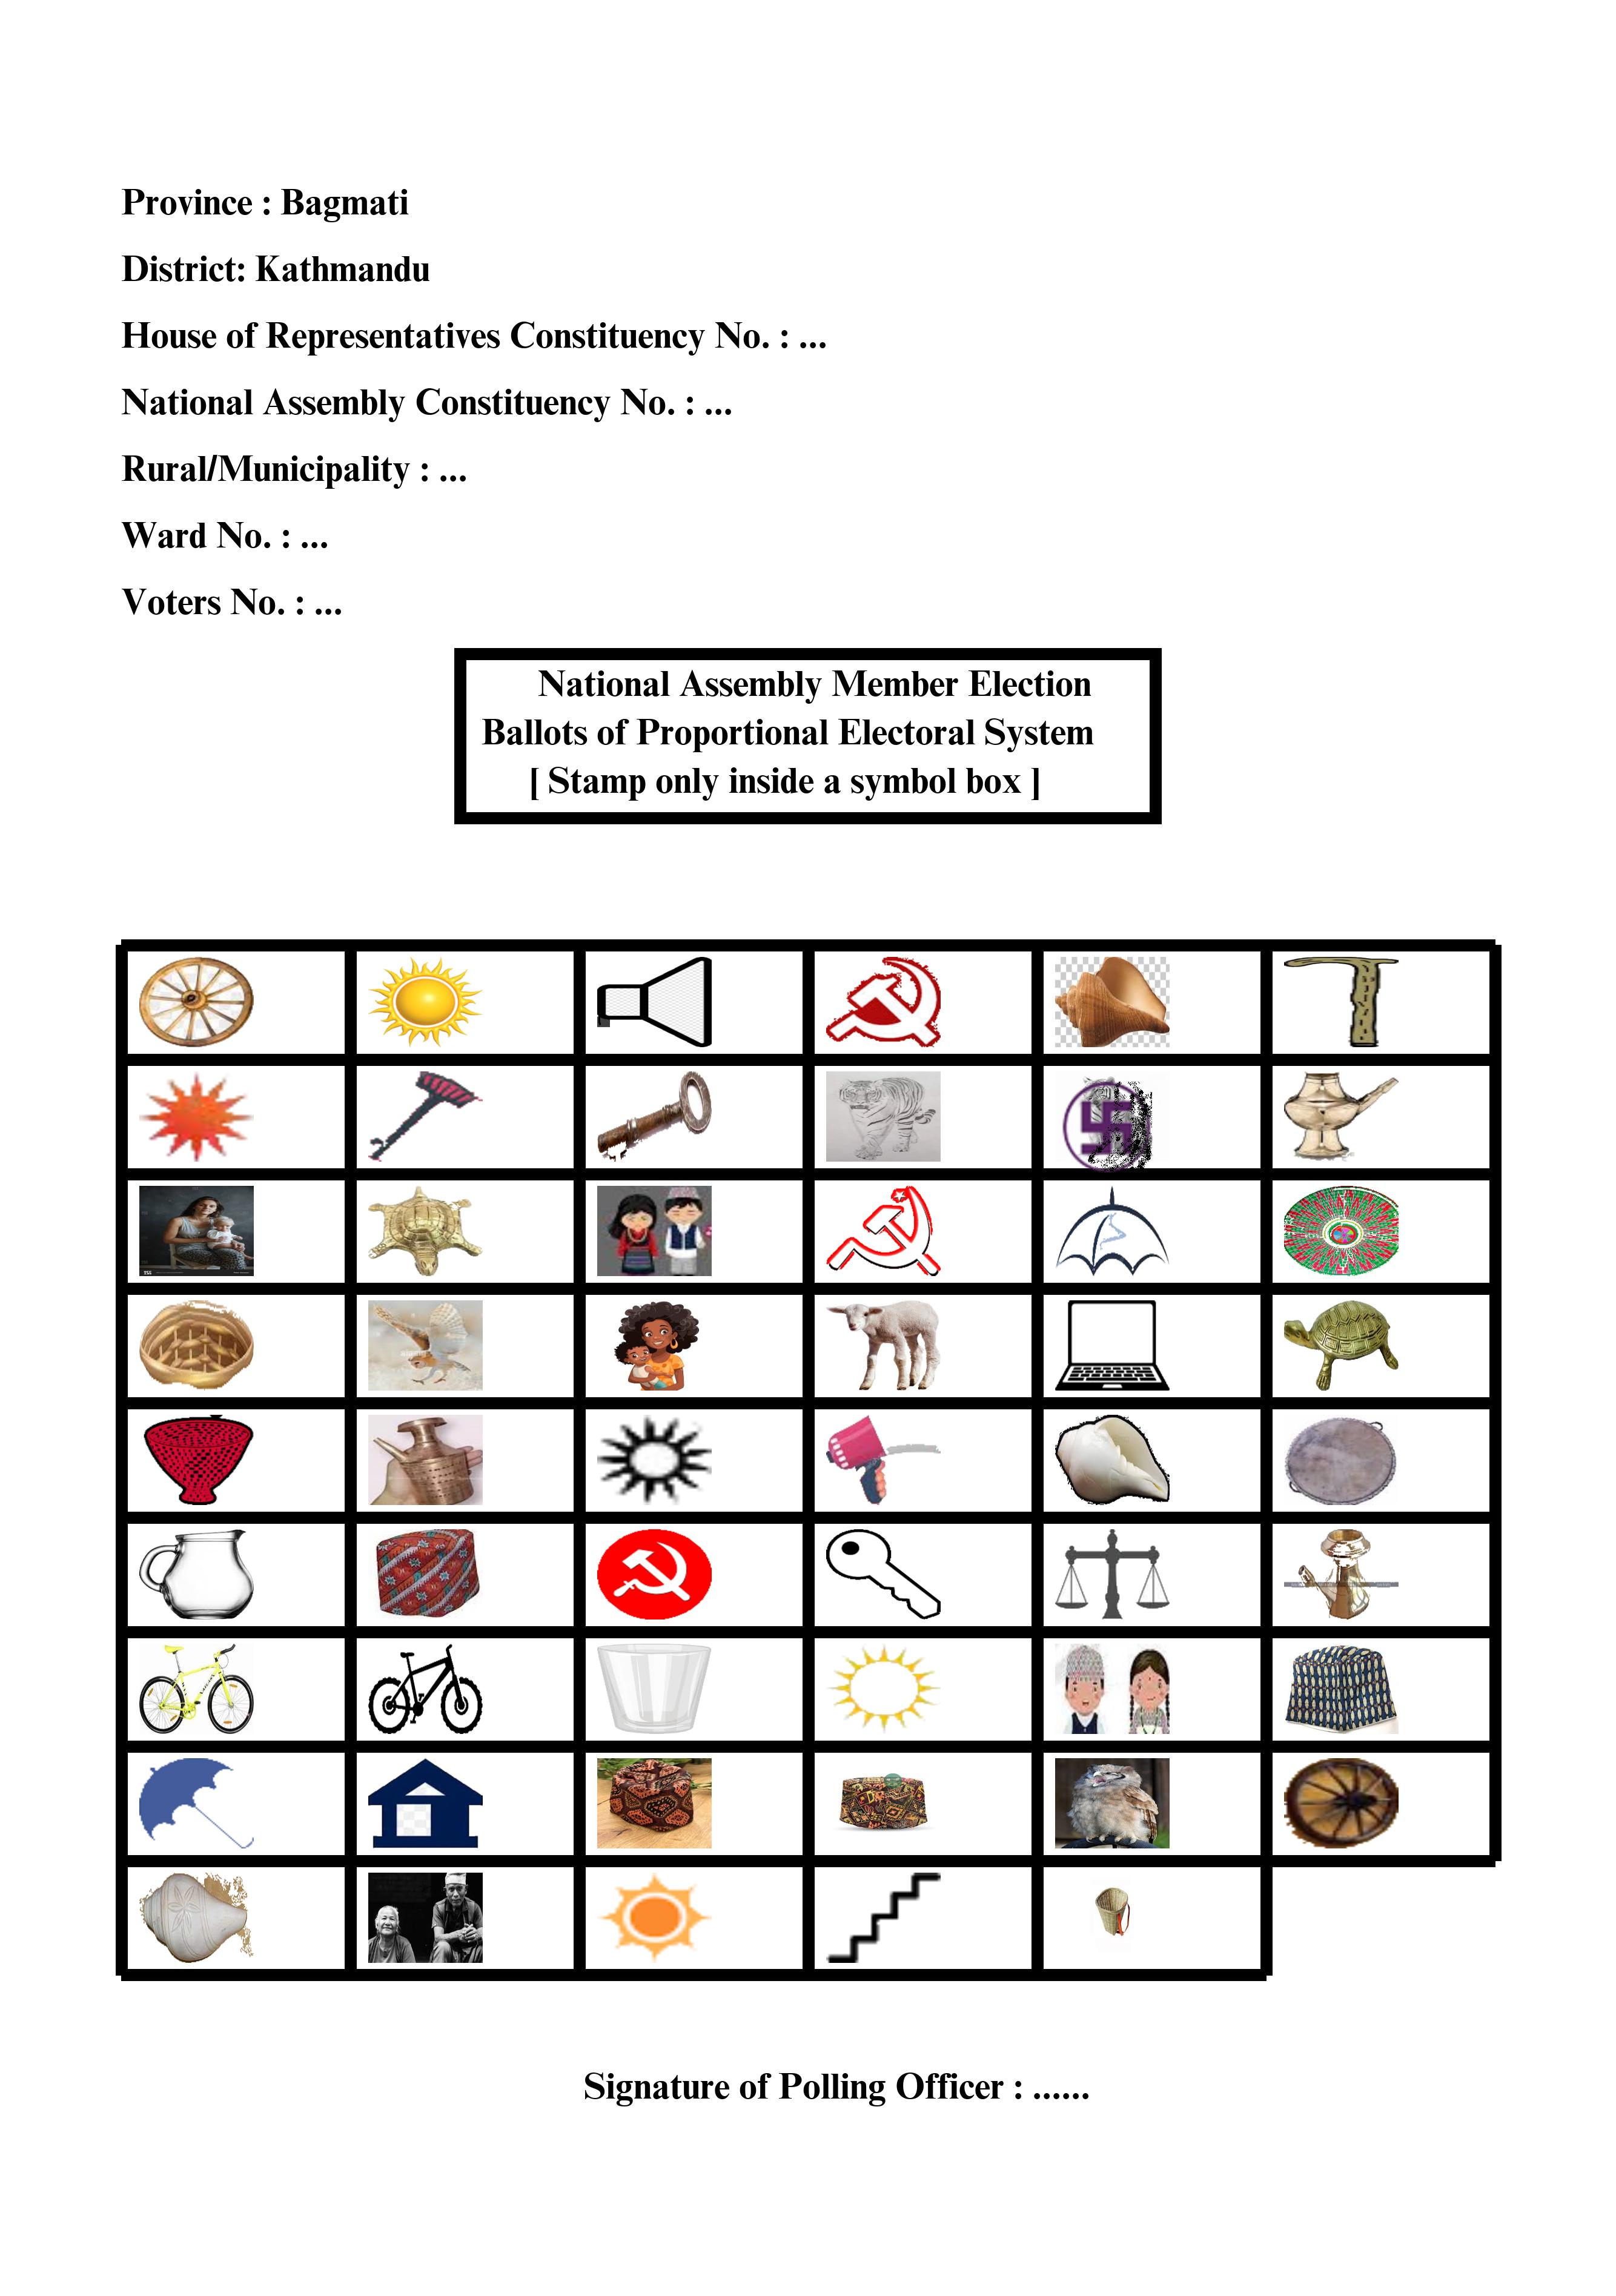 Province : Bagmati
District: Kathmandu
House of Representatives Constituency No. : ...
National Assembly Constituency No. : ...
Rural/Municipality : ...
Ward No. : ...
Voters No. : ...
National Assembly Member Election
Ballots of Proportional Electoral System
[ Stamp only inside a symbol box ]
Signature of Polling Officer : ......